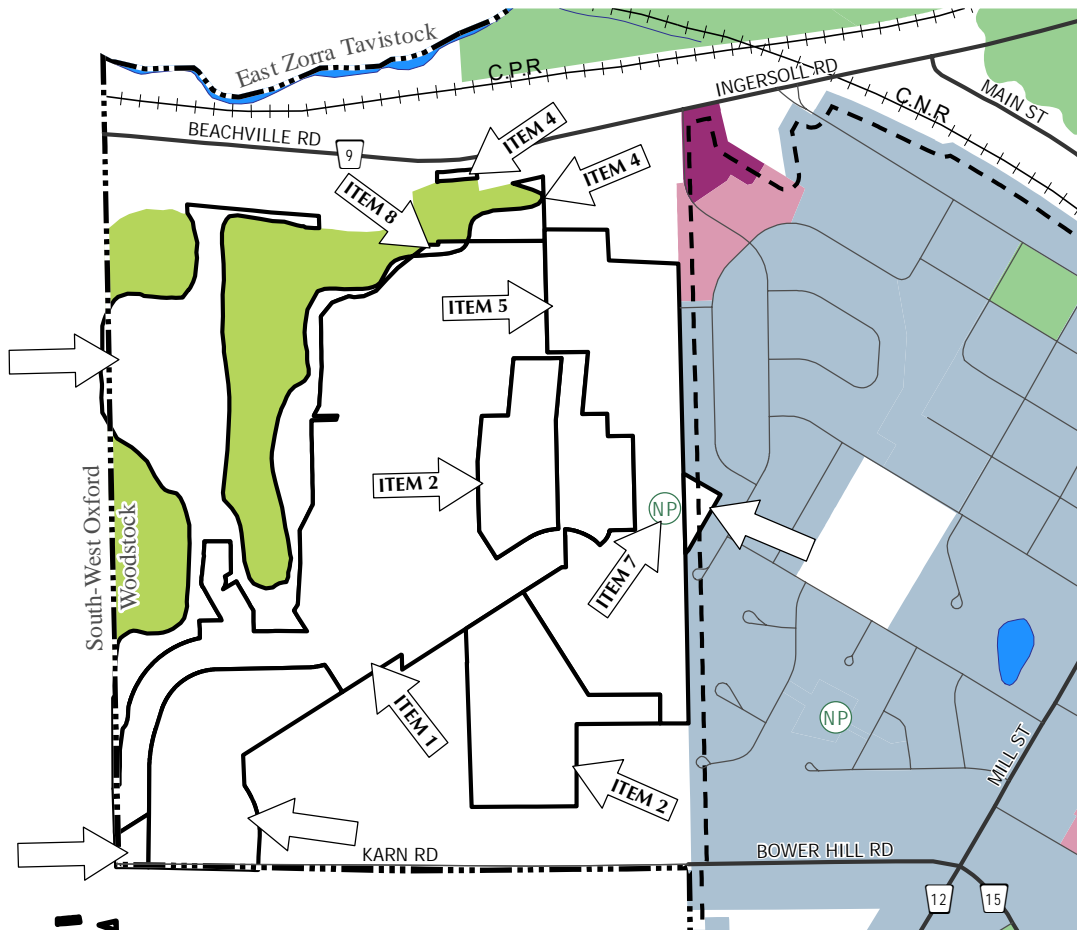 East Zorra Tavistock
C.P.R
INGERSOLL RD
MAIN ST
C.N.R
BEACHVILLE RD
9
ITEM 4
ITEM 4
ITEM 8
ITEM 5
ITEM 2
NP
ITEM 7
South-West Oxford
Woodstock
ITEM 1
NP
MILL ST
ITEM 2
KARN RD
BOWER HILL RD
12
15